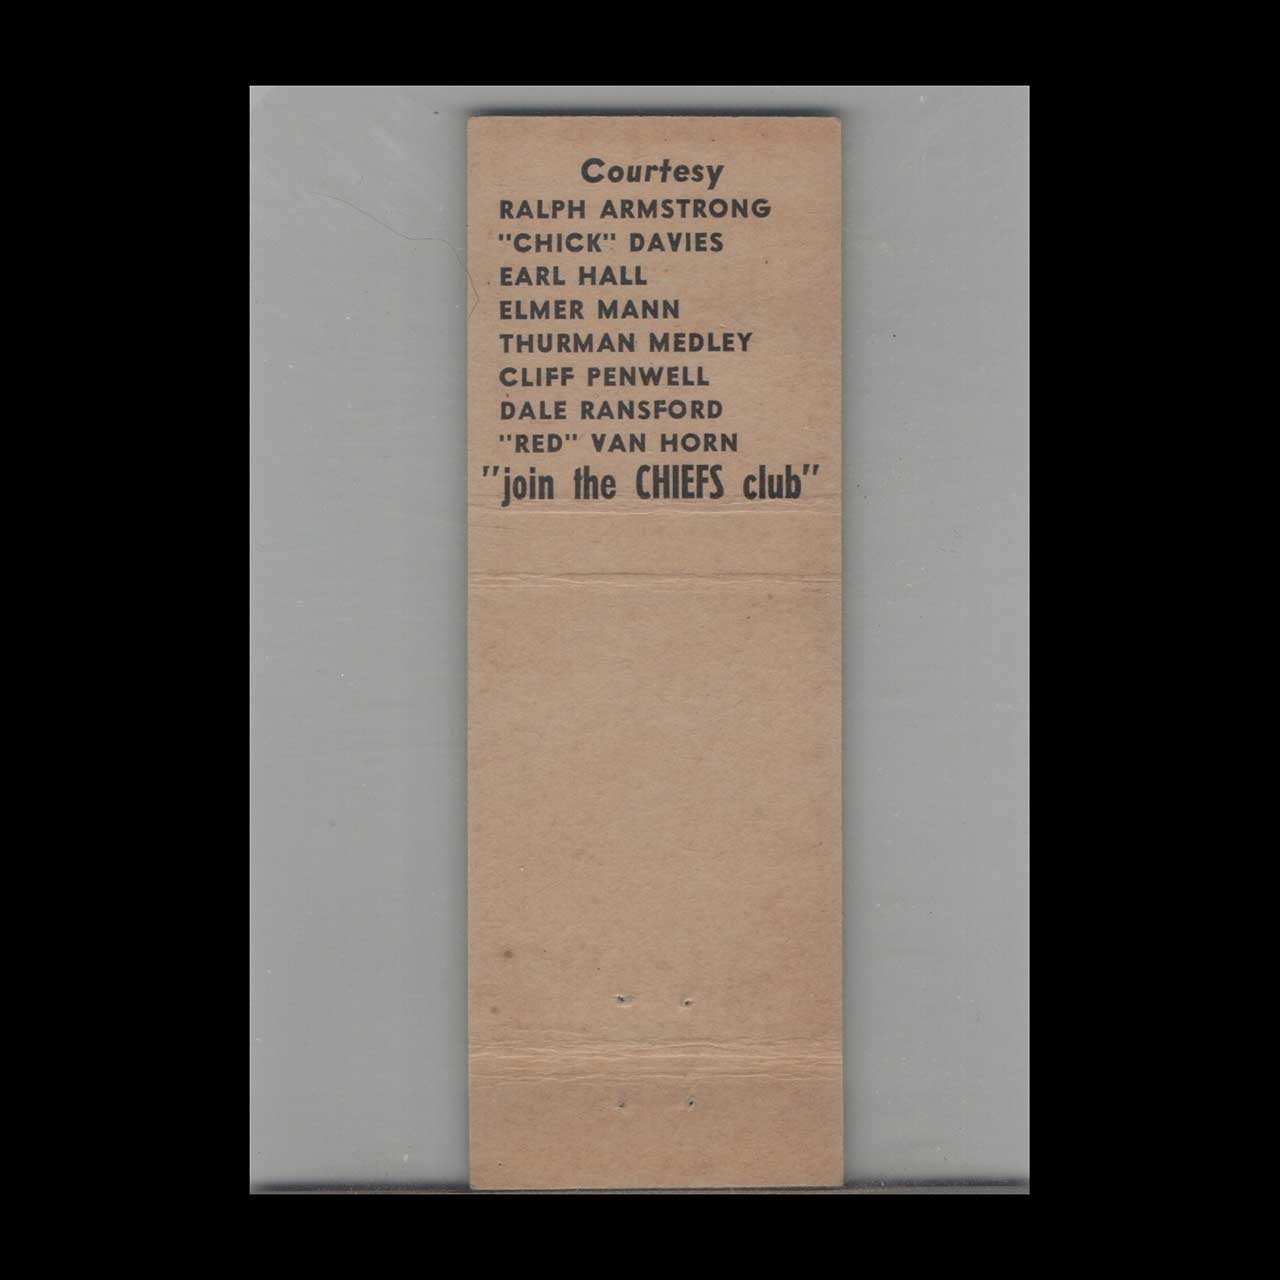 Courtesy
RALPH ARMSTRONG
"CHICK" DAVIES
EARL HALL
ELMER MANN
THURMAN MEDLEY
CLIFF PENWELL
DALE RANSFORD
"RED" VAN HORN
"join the CHIEFS club"